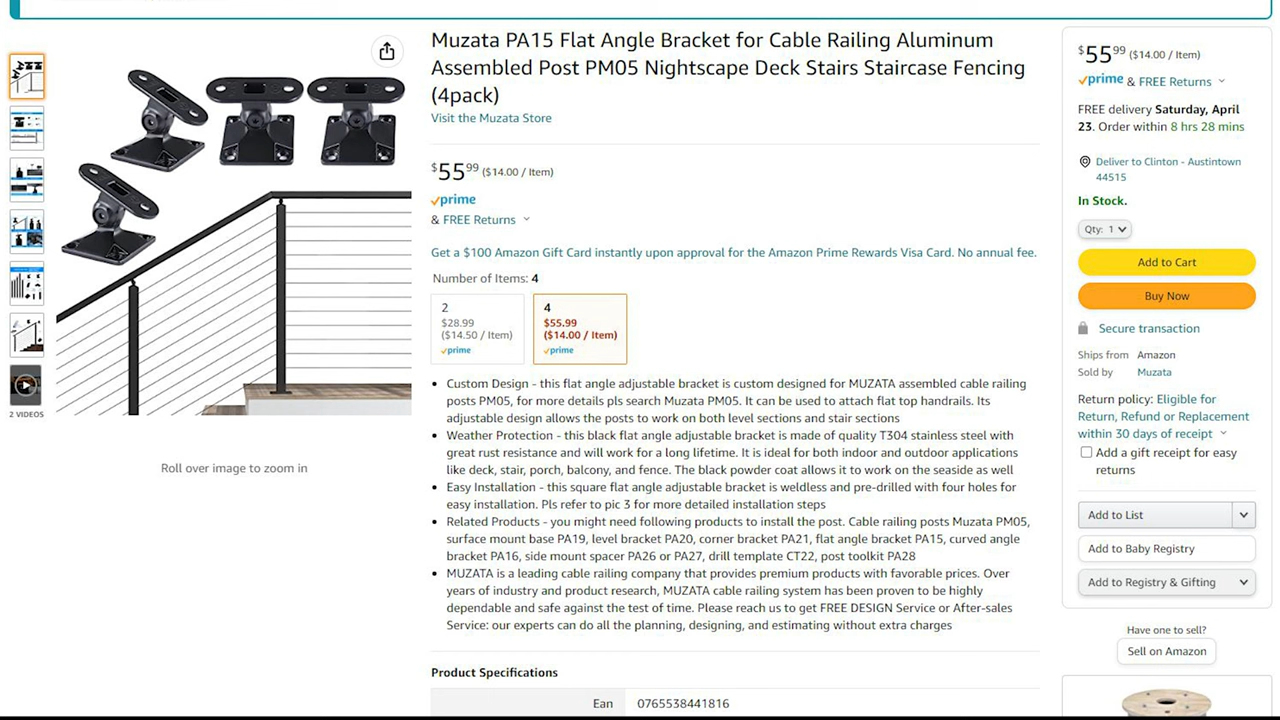 Muzata PA15 Flat Angle Bracket for Cable Railing Aluminum
Assembled Post PM05 Nightscape Deck Stairs Staircase Fencing
(4pack)
Visit the Muzata Store
$55 99 ($14.00 / Item)
prime
& FREE Returns
Get a $100 Amazon Gift Card instantly upon approval for the Amazon Prime Rewards Visa Card. No annual fee.
Number of Items: 4
2
$28.99
($14.50 / Item)
prime
4
$55.99
($14.00 / Item)
prime
• Custom Design - this flat angle adjustable bracket is custom designed for MUZATA assembled cable railing
posts PM05, for more details pls search Muzata PM05. It can be used to attach flat top handrails. Its
adjustable design allows the posts to work on both level sections and stair sections
• Weather Protection - this black flat angle adjustable bracket is made of quality T304 stainless steel with
great rust resistance and will work for a long lifetime. It is ideal for both indoor and outdoor applications
like deck, stair, porch, balcony, and fence. The black powder coat allows it to work on the seaside as well
• Easy Installation - this square flat angle adjustable bracket is weldless and pre-drilled with four holes for
easy installation. Pls refer to pic 3 for more detailed installation steps
• Related Products - you might need following products to install the post. Cable railing posts Muzata PM05,
surface mount base PA19, level bracket PA20, corner bracket PA21, flat angle bracket PA15, curved angle
bracket PA16, side mount spacer PA26 or PA27, drill template CT22, post toolkit PA28
• MUZATA is a leading cable railing company that provides premium products with favorable prices. Over
years of industry and product research, MUZATA cable railing system has been proven to be highly
dependable and safe against the test of time. Please reach us to get FREE DESIGN Service or After-sales
Service: our experts can do all the planning, designing, and estimating without extra charges
Product Specifications
Ean 0765538441816
2 VIDEOS
Roll over image to zoom in
$55 99 ($14.00 / Item)
prime & FREE Returns
FREE delivery Saturday, April
23. Order within 8 hrs 28 mins
Deliver to Clinton - Austintown
44515
In Stock.
Qty: 1
Add to Cart
Buy Now
Secure transaction
Ships from Amazon
Sold by Muzata
Return policy: Eligible for
Return, Refund or Replacement
within 30 days of receipt
Add a gift receipt for easy
returns
Add to List
Add to Baby Registry
Add to Registry & Gifting
Have one to sell?
Sell on Amazon